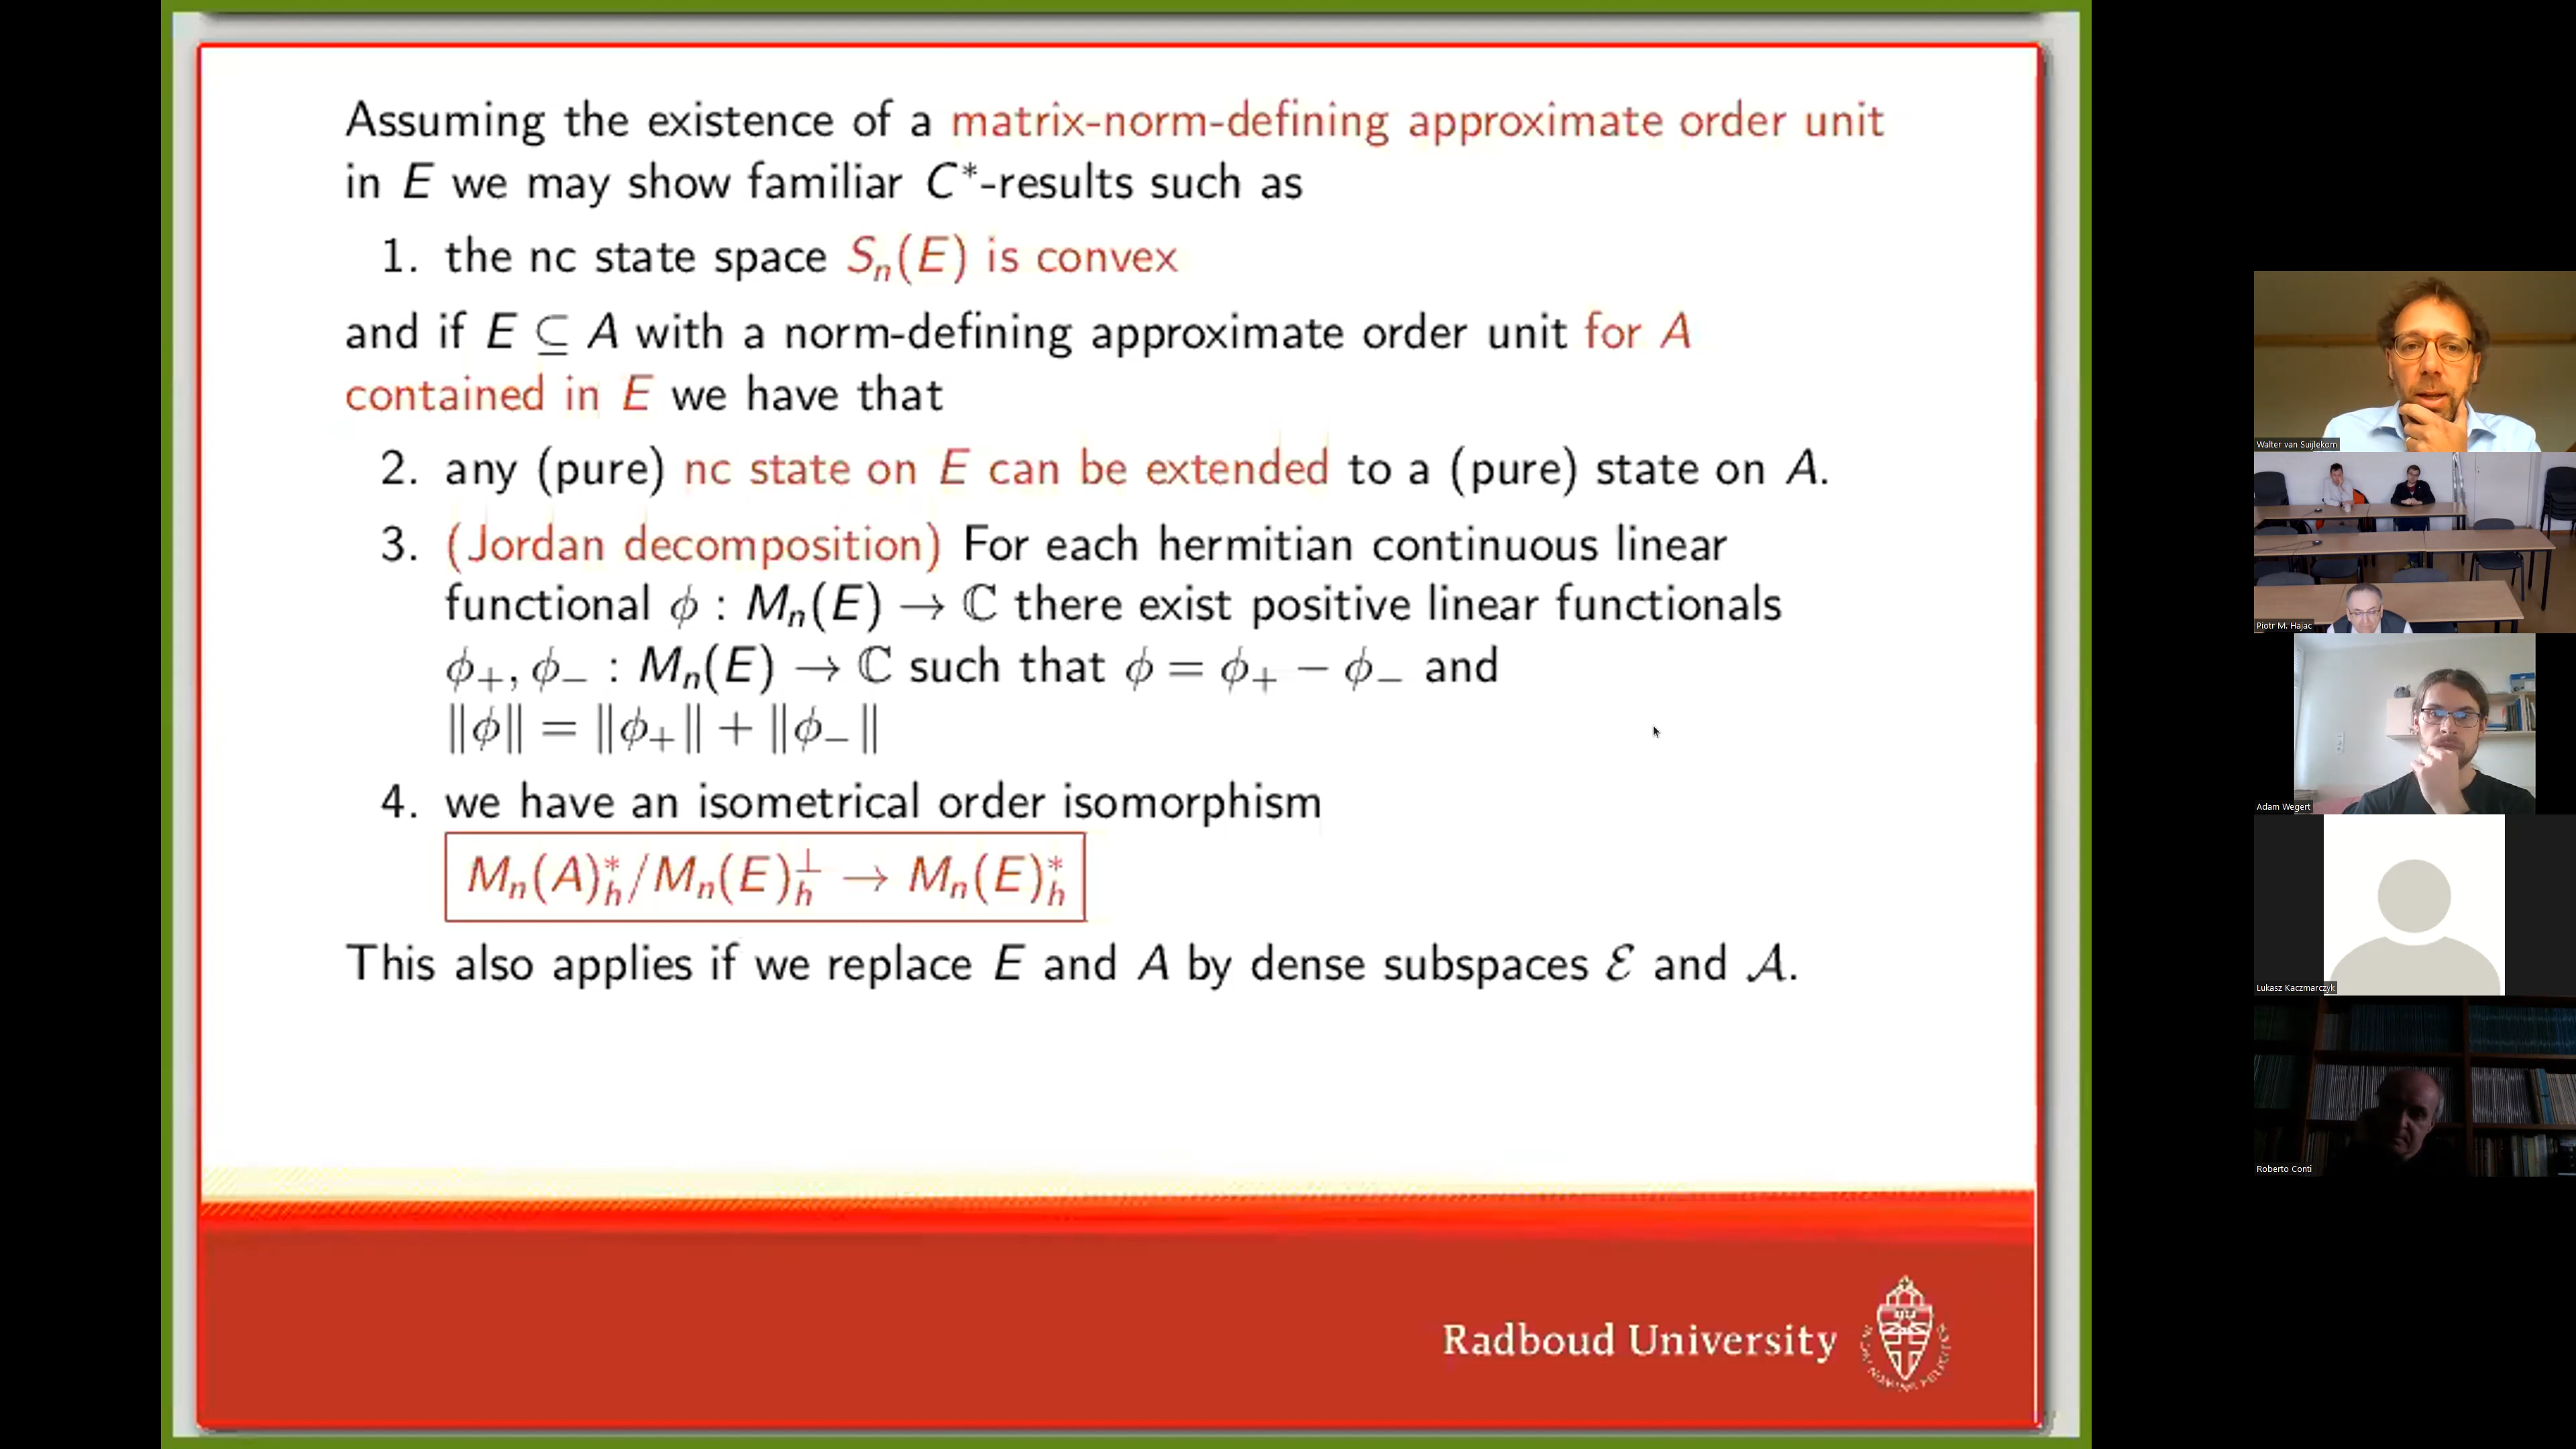 Assuming the existence of a matrix-norm-defining approximate order unit
in E we may show familiar C*-results such as
1. the nc state space Sₙ(E) is convex
and if E ⊆ A with a norm-defining approximate order unit for A
contained in E we have that
2. any (pure) nc state on E can be extended to a (pure) state on A.
3. (Jordan decomposition) For each hermitian continuous linear
functional ϕ : Mₙ(E) → ℂ there exist positive linear functionals
ϕ₊, ϕ₋ : Mₙ(E) → ℂ such that ϕ = ϕ₊ − ϕ₋ and
‖ϕ‖ = ‖ϕ₊‖ + ‖ϕ₋‖
4. we have an isometrical order isomorphism
Mₙ(A)*ₕ/Mₙ(E)⊥ₕ → Mₙ(E)*ₕ
This also applies if we replace E and A by dense subspaces ℰ and 𝒜.
Radboud University
Walter van Suijlekom
Piotr M. Hajac
Adam Wegert
Lukasz Kaczmarczyk
Roberto Conti